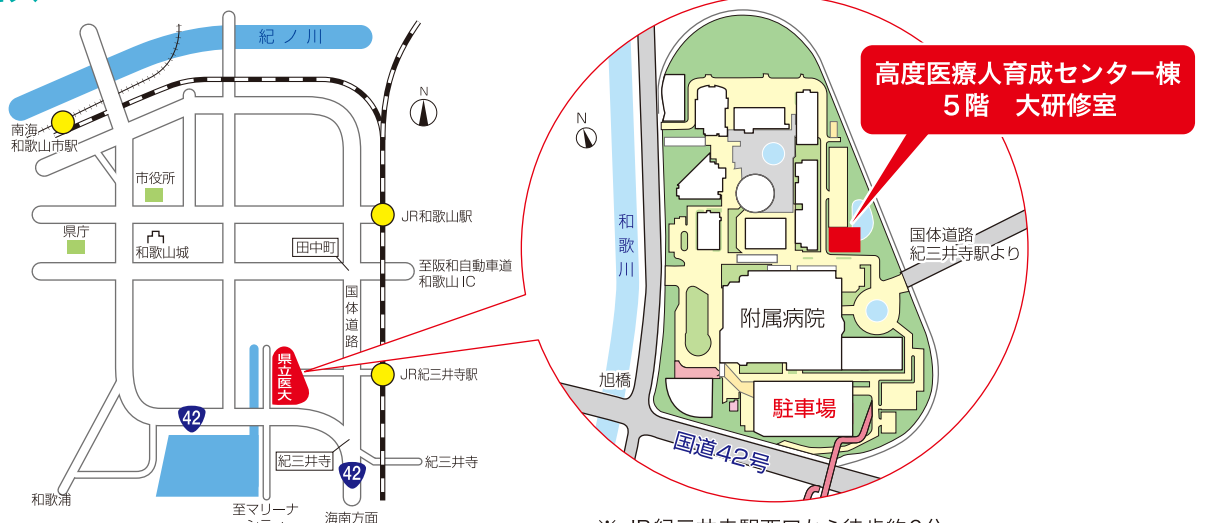 紀ノ川
N
南海
和歌山市駅
市役所
JR和歌山駅
県庁
和歌山城
田中町
至阪和自動車道
和歌山IC
国体道路
県立医大
JR紀三井寺駅
42
紀三井寺
42
紀三井寺
和歌浦
至マリーナ
海南方面
高度医療人育成センター棟
5階 大研修室
N
和歌川
国体道路
紀三井寺駅より
附属病院
旭橋
駐車場
国道42号